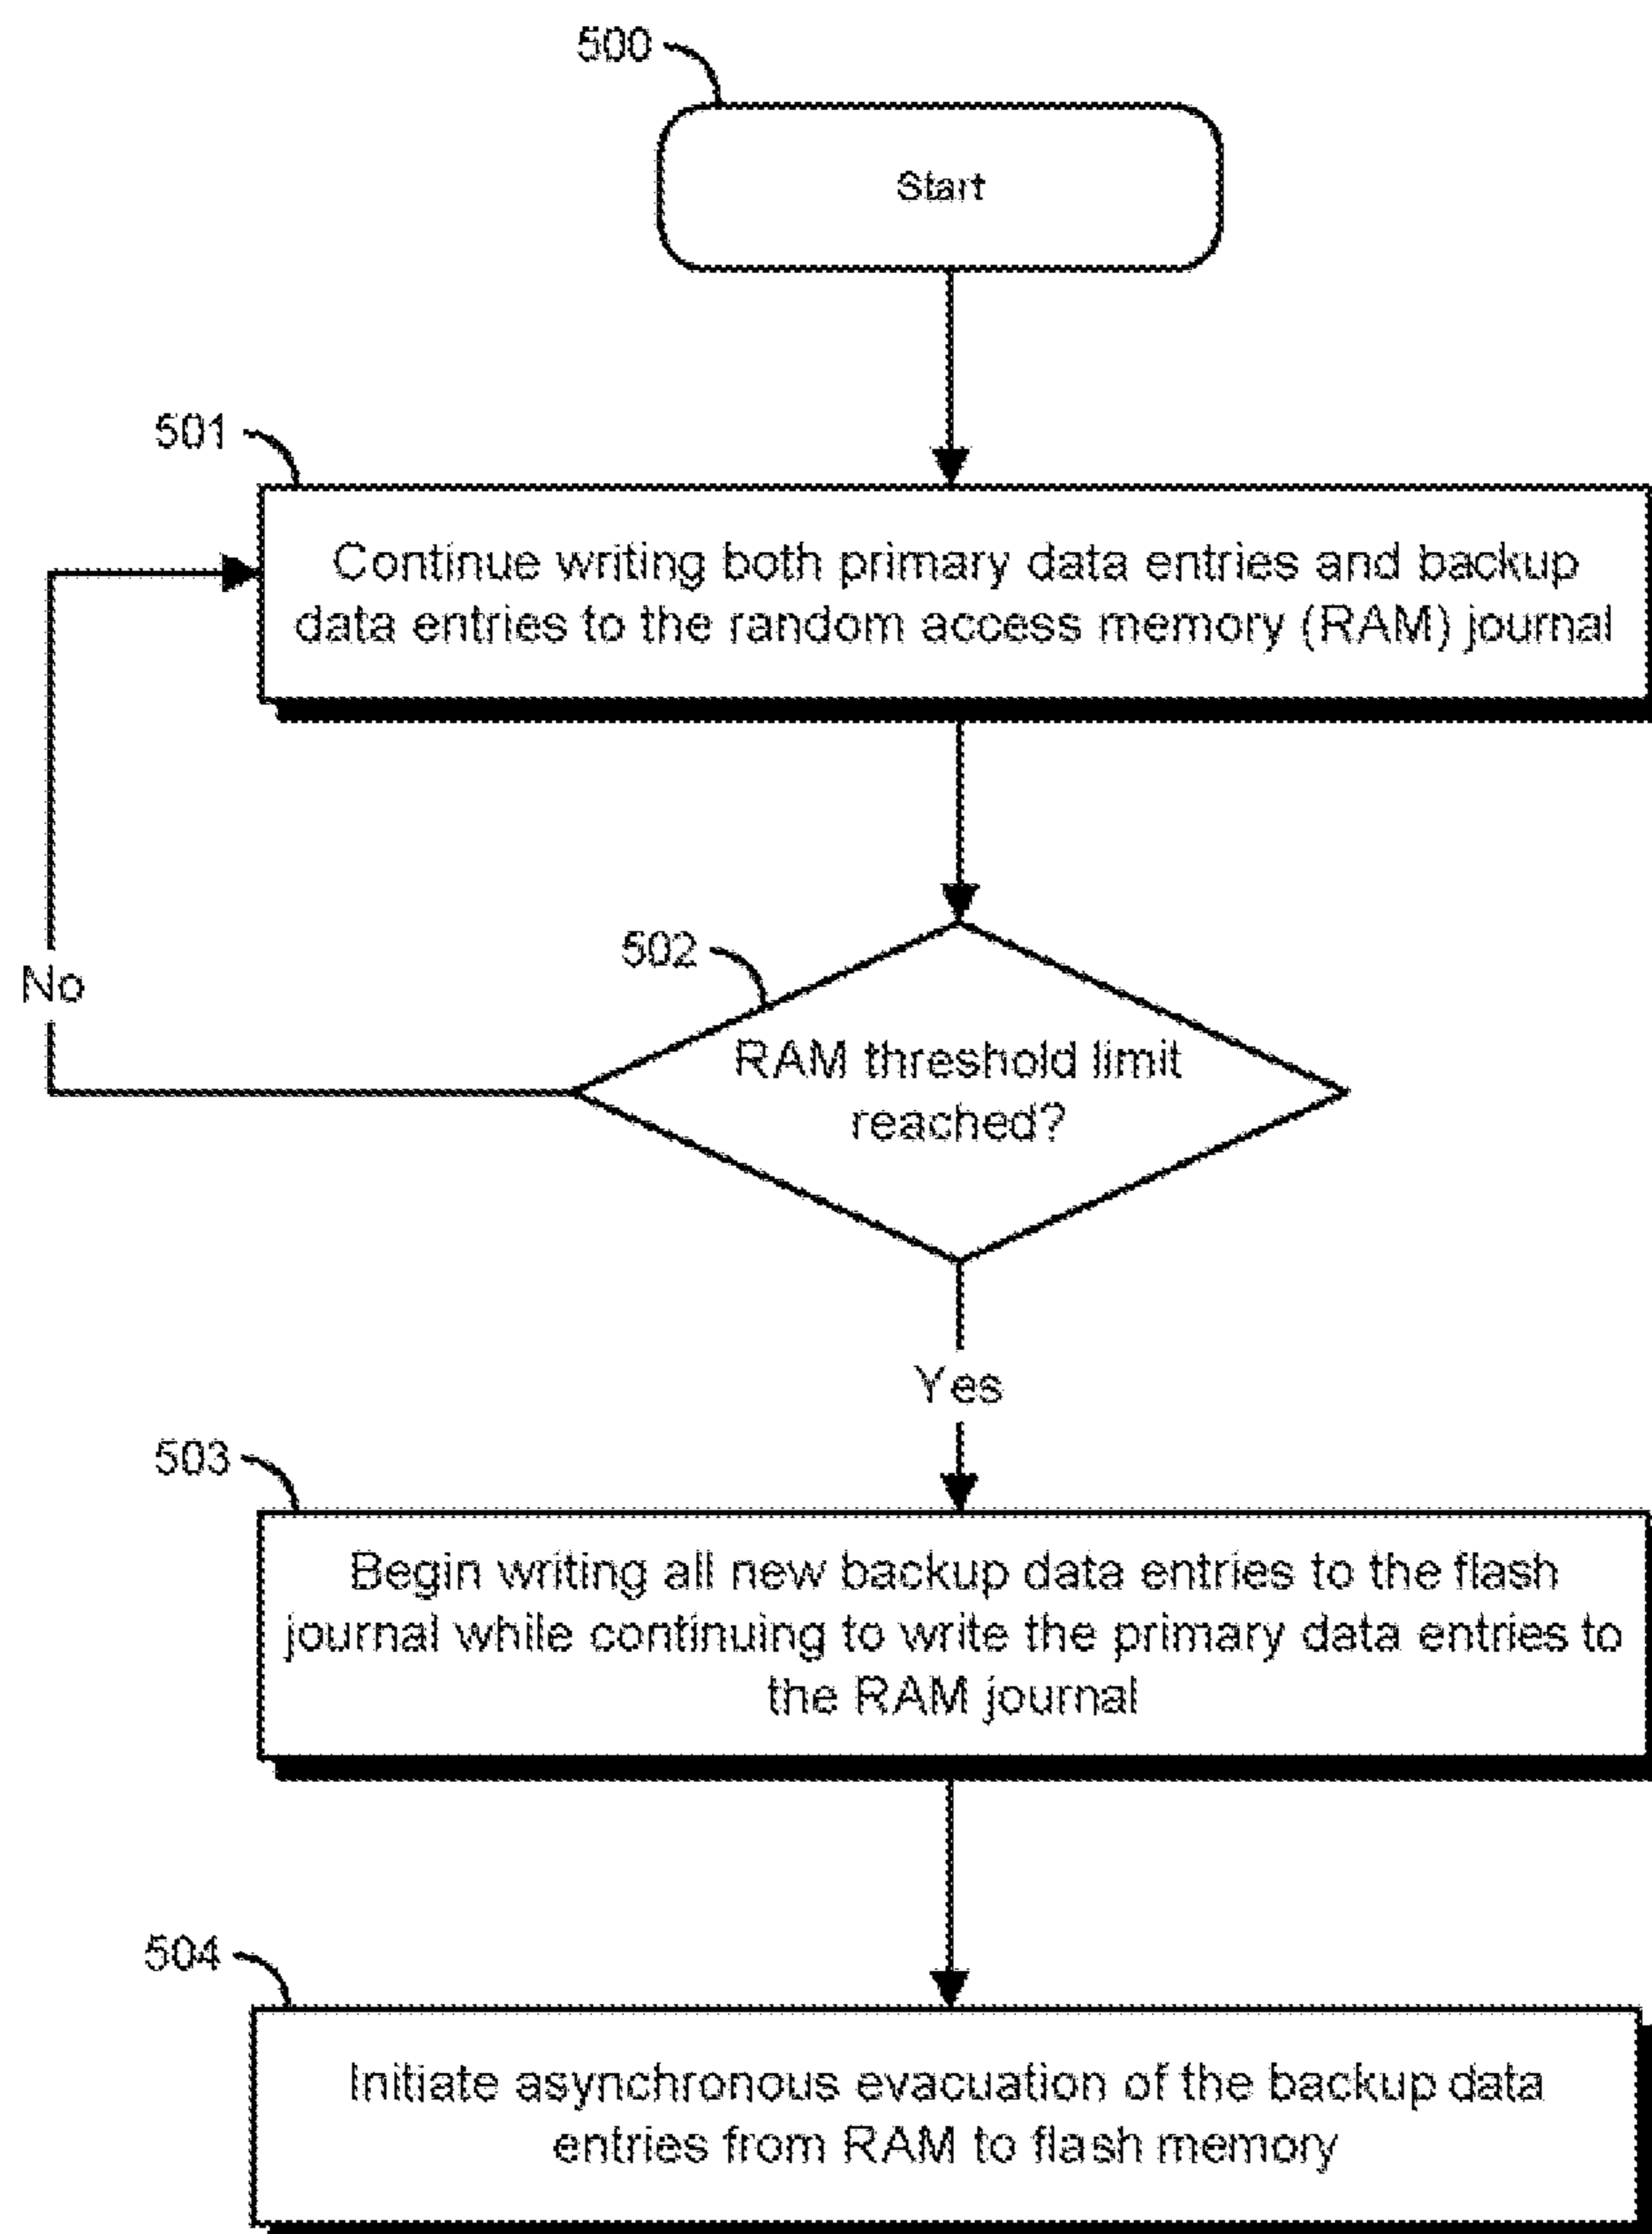 500
Start
501
Continue writing both primary data entries and backup
data entries to the random access memory (RAM) journal
502
No
RAM threshold limit
reached?
Yes
503
Begin writing all new backup data entries to the flash
journal while continuing to write the primary data entries to
the RAM journal
504
Initiate asynchronous evacuation of the backup data
entries from RAM to flash memory